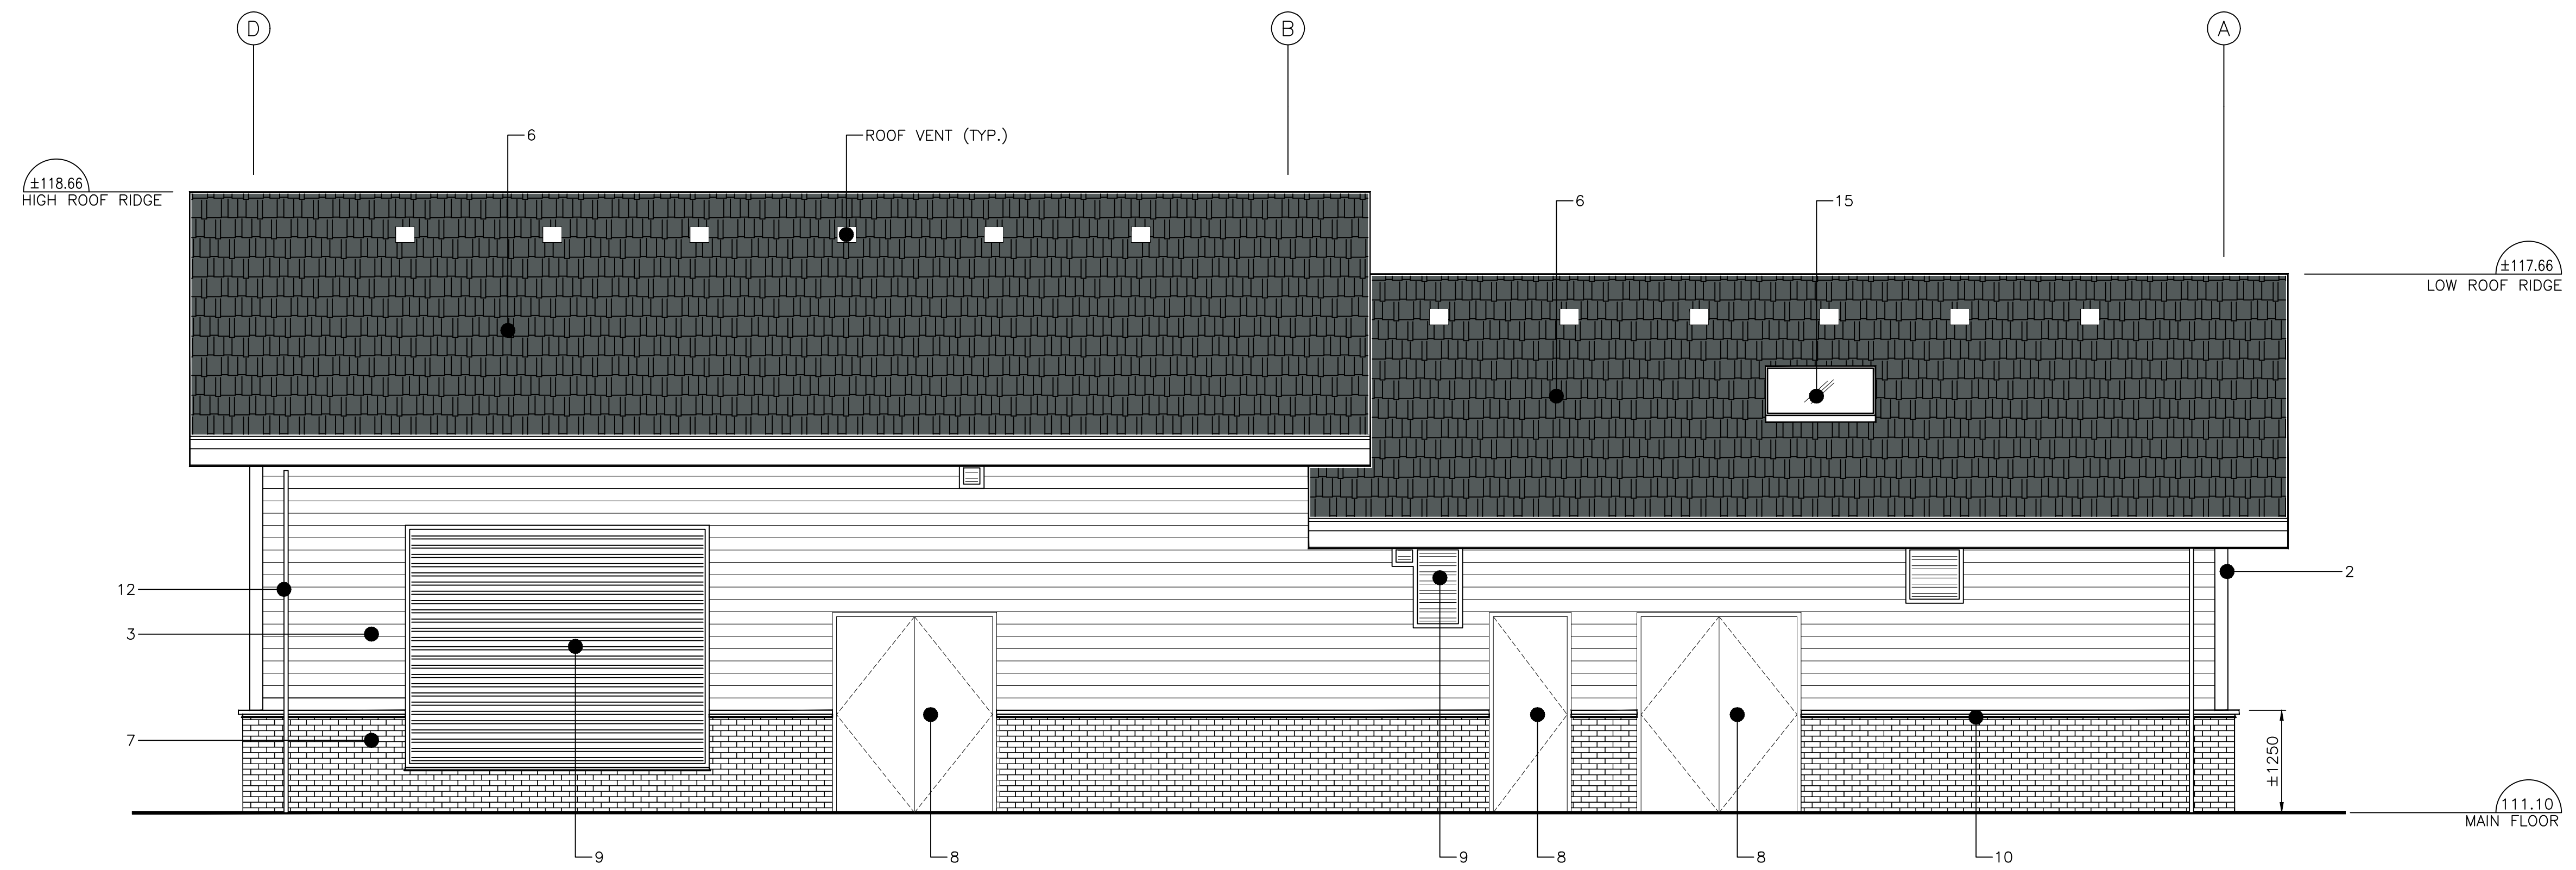 D
B
A
6
ROOF VENT (TYP.)
±118.66
HIGH ROOF RIDGE
6
15
±117.66
LOW ROOF RIDGE
12
2
3
7
±1250
111.10
MAIN FLOOR
9
8
9
8
8
10